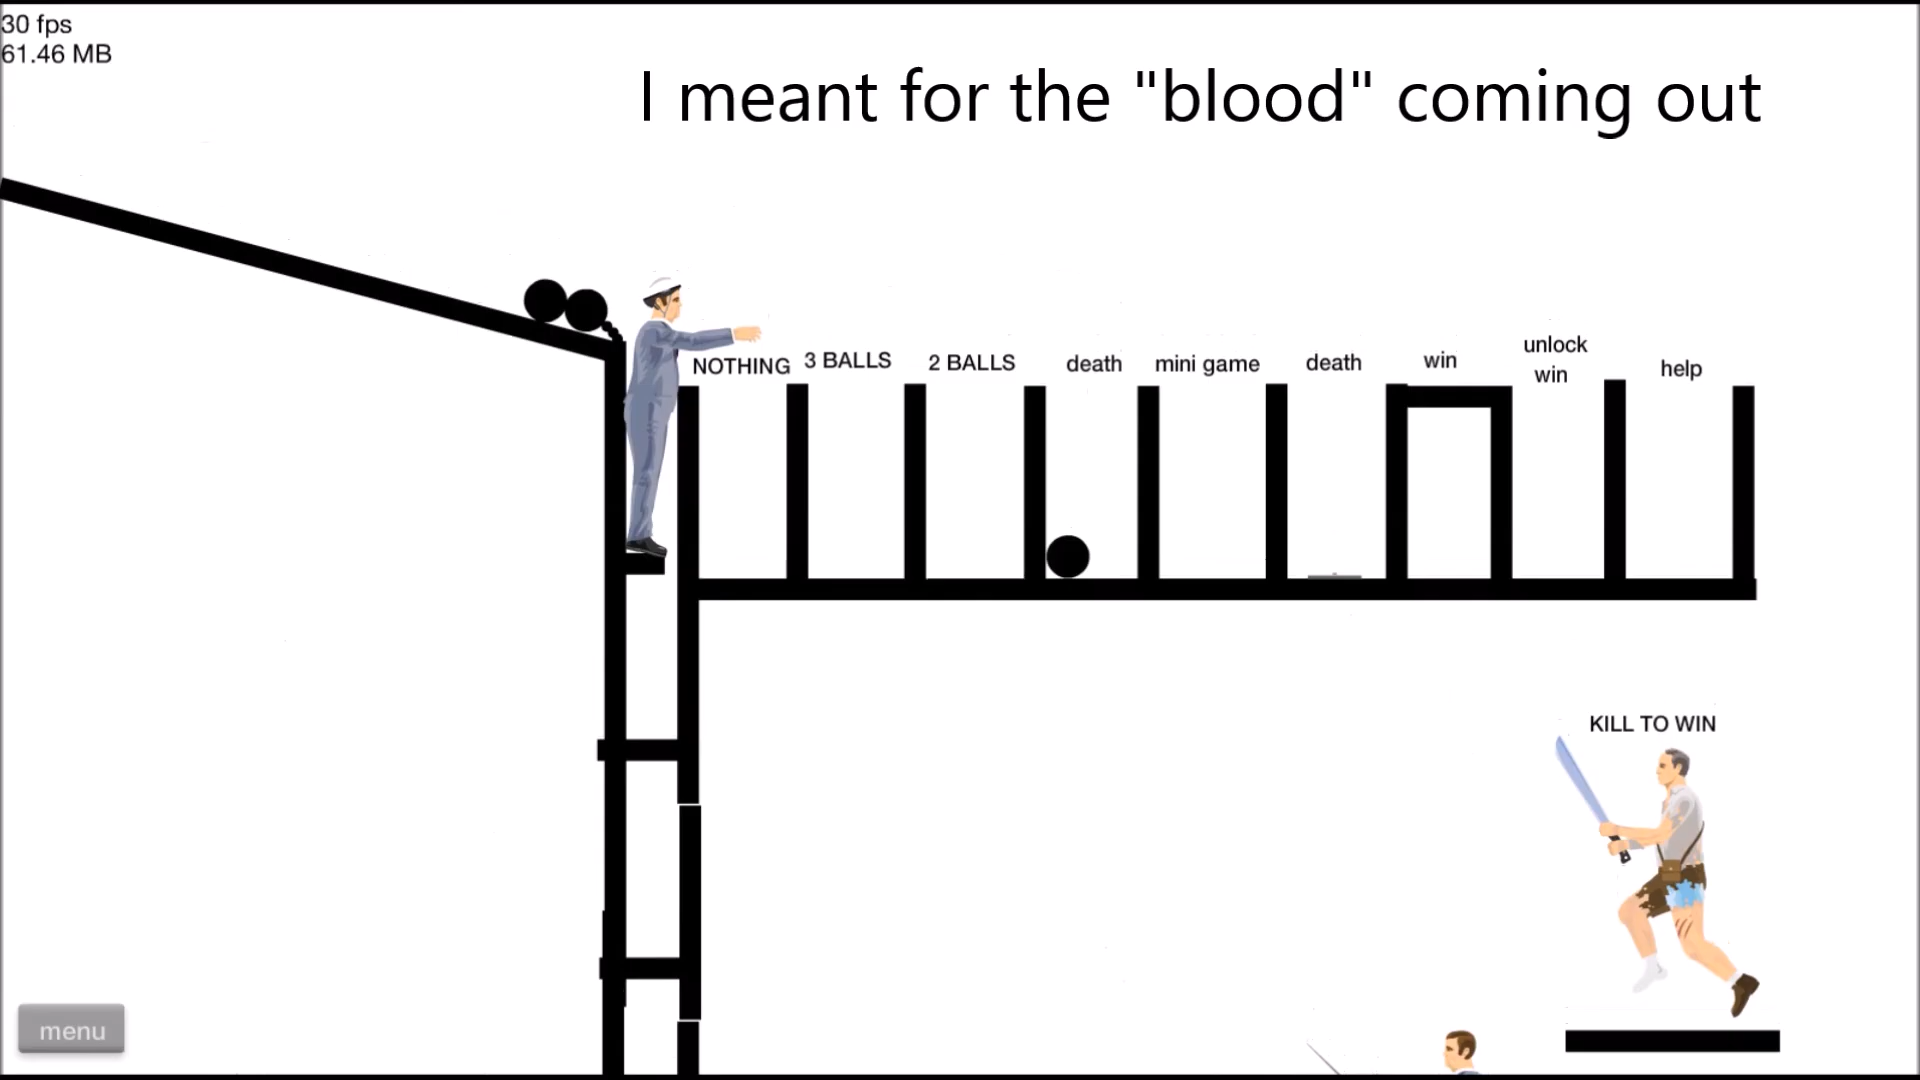 30 fps
61.46 MB
I meant for the "blood" coming out
NOTHING
3 BALLS
2 BALLS
death
mini game
death
win
unlock
win
help
KILL TO WIN
menu